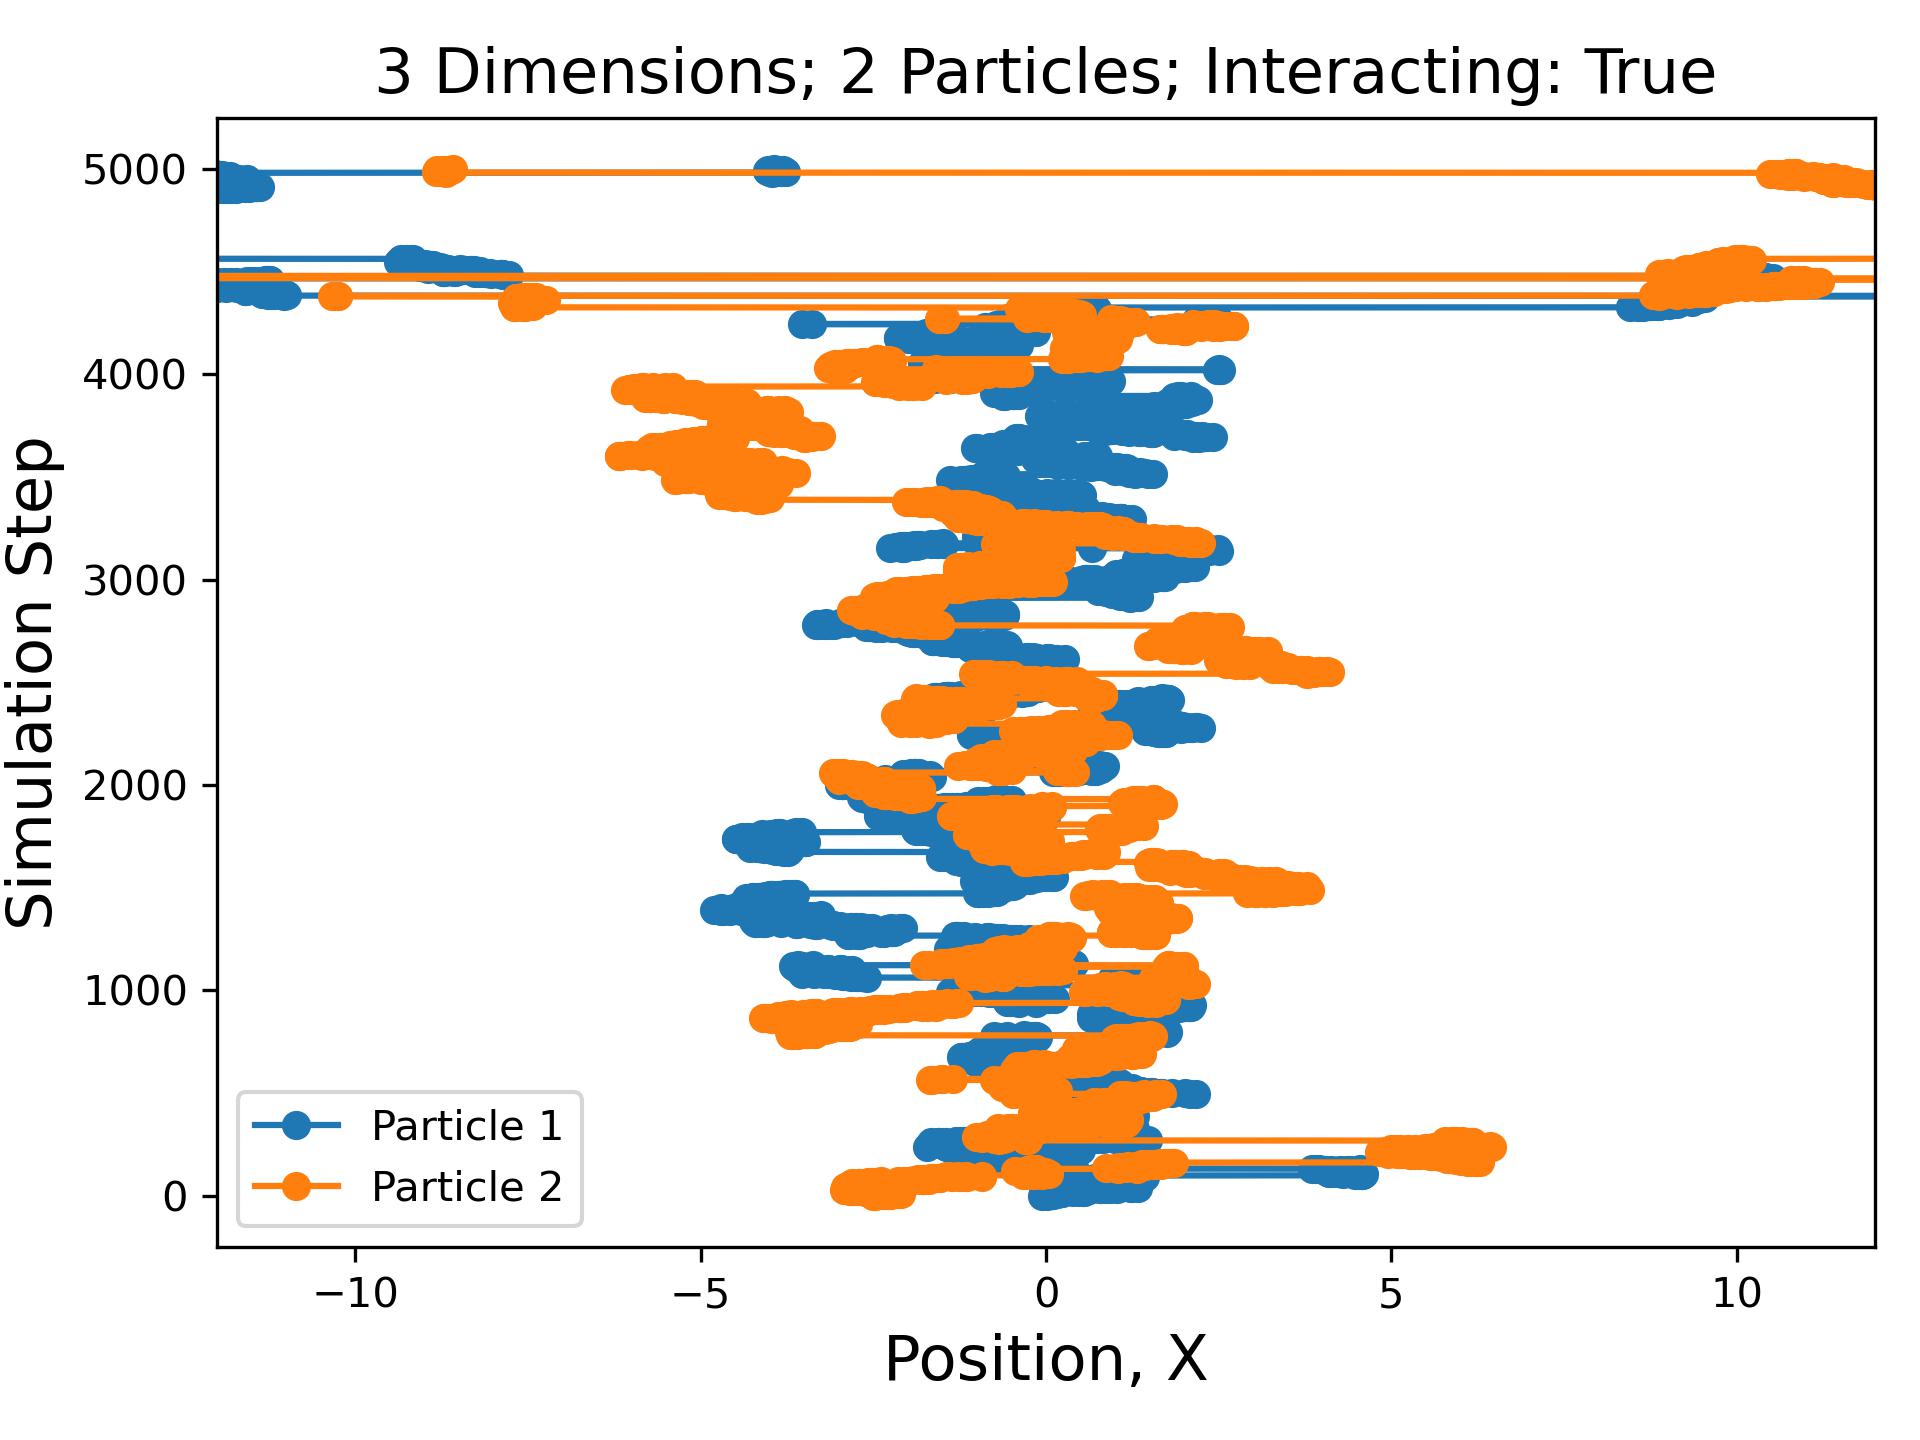 3 Dimensions; 2 Particles; Interacting: True
Simulation Step
5000
4000
3000
2000
1000
0
Particle 1
Particle 2
−10
−5
0
5
10
Position, X